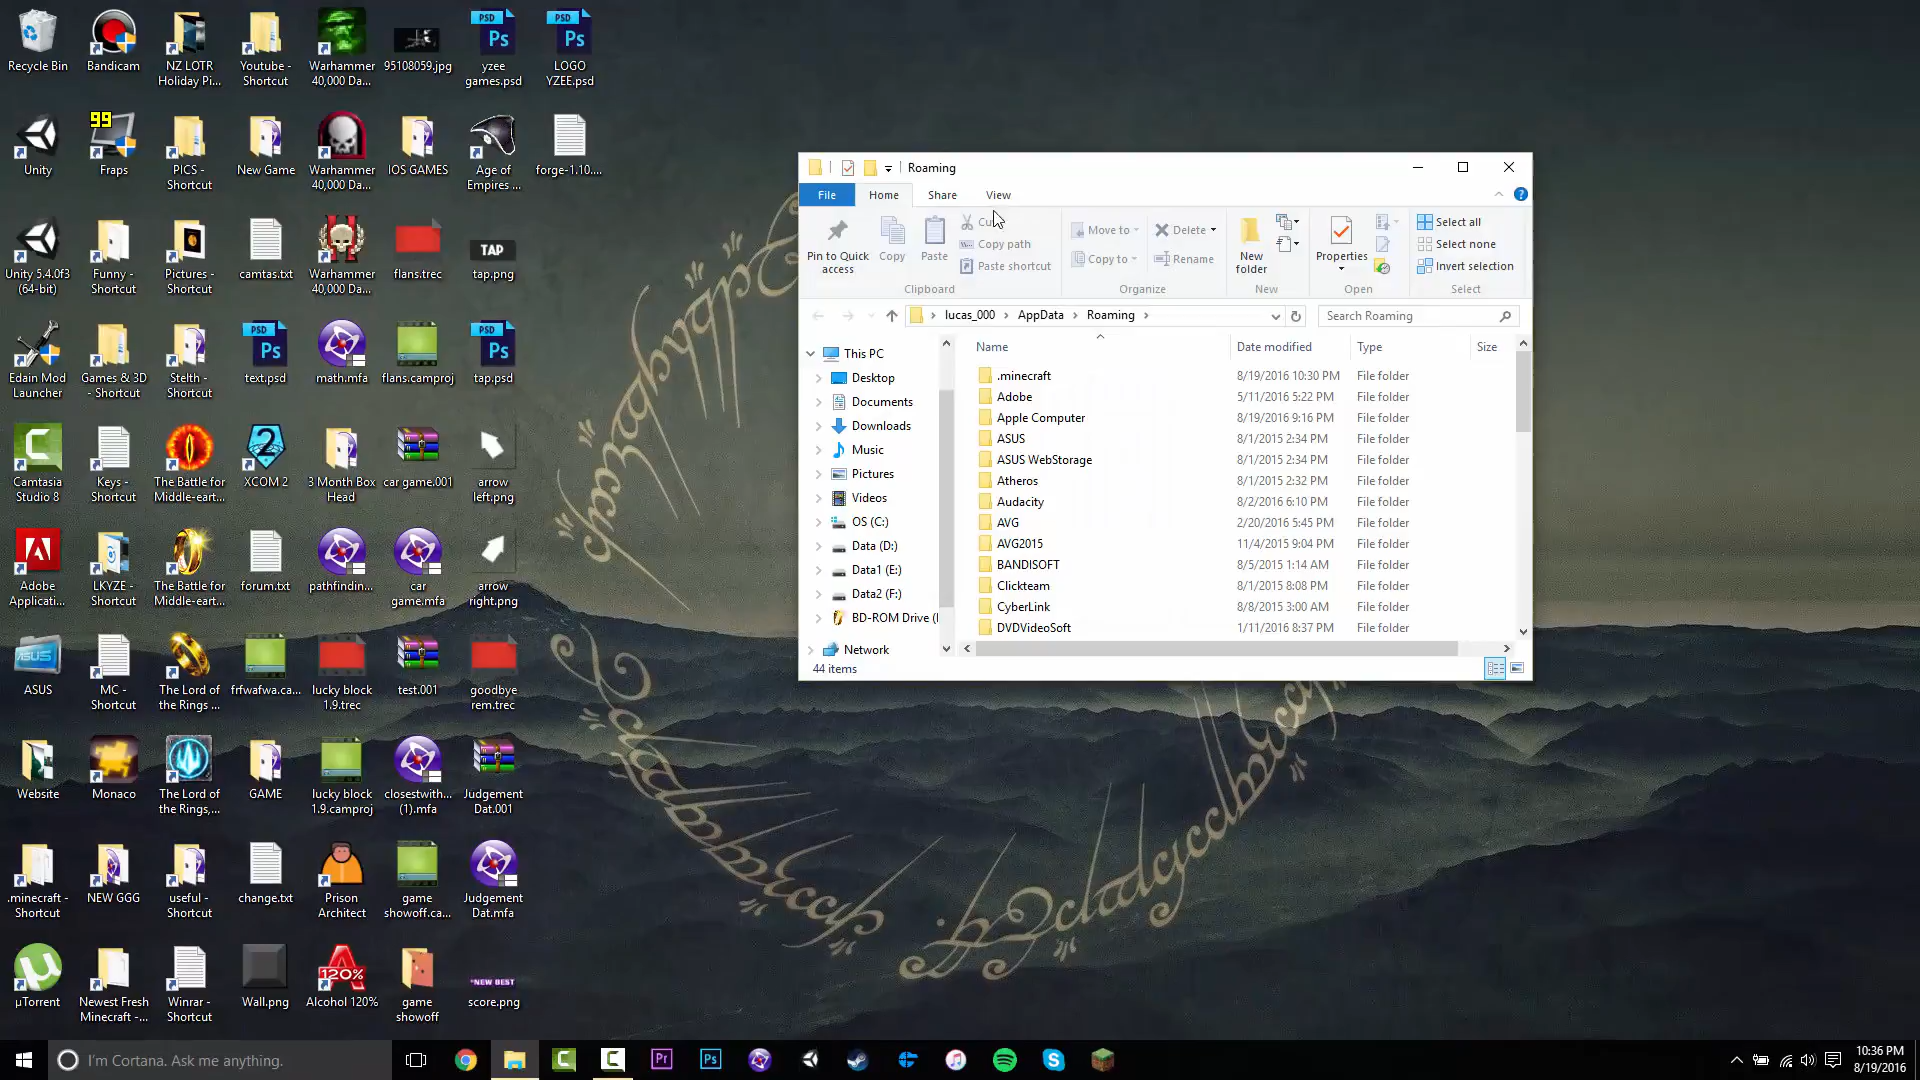 Recycle Bin
Bandicam
NZ LOTR
Holiday Pi...
Youtube -
Shortcut
Warhammer
40,000 Da...
95108059.jpg
PSD
Ps
yzee
games.psd
PSD
Ps
LOGO
YZEE.psd
Unity
99
Fraps
PICS -
Shortcut
New Game
Warhammer
40,000 Da...
IOS GAMES
Age of
Empires ...
forge-1.10....
Unity 5.4.0f3
(64-bit)
Funny -
Shortcut
Pictures -
Shortcut
camtas.txt
Warhammer
40,000 Da...
flans.trec
TAP
tap.png
Edain Mod
Launcher
Games & 3D
- Shortcut
Stelth -
Shortcut
PSD
Ps
text.psd
math.mfa
flans.camproj
PSD
Ps
tap.psd
Camtasia
Studio 8
Keys -
Shortcut
The Battle for
Middle-eart...
XCOM 2
3 Month Box
Head
car game.001
arrow
left.png
Adobe
Applicati...
LKYZE -
Shortcut
The Battle for
Middle-eart...
forum.txt
pathfindin...
car
game.mfa
arrow
right.png
ASUS
ASUS
MC -
Shortcut
The Lord of
the Rings ...
frfwafwa.ca...
lucky block
1.9.trec
test.001
goodbye
rem.trec
Website
Monaco
The Lord of
the Rings,...
GAME
lucky block
1.9.camproj
closestwith...
(1).mfa
Judgement
Dat.001
.minecraft -
Shortcut
NEW GGG
useful -
Shortcut
change.txt
Prison
Architect
game
showoff.ca...
Judgement
Dat.mfa
µTorrent
Newest Fresh
Minecraft -...
Winrar -
Shortcut
Wall.png
120%
Alcohol 120%
game
showoff
*NEW BEST
score.png
Roaming
File Home Share View
Pin to Quick
access
Copy
Paste
Cut
Copy path
Paste shortcut
Clipboard
Move to
Copy to
Delete
Rename
Organize
New
folder
New
Properties
Open
Select all
Select none
Invert selection
Select
lucas_000 AppData Roaming
Search Roaming
This PC
Desktop
Documents
Downloads
Music
Pictures
Videos
OS (C:)
Data (D:)
Data1 (E:)
Data2 (F:)
BD-ROM Drive (
Network
Name Date modified Type Size
.minecraft 8/19/2016 10:30 PM File folder
Adobe 5/11/2016 5:22 PM File folder
Apple Computer 8/19/2016 9:16 PM File folder
ASUS 8/1/2015 2:34 PM File folder
ASUS WebStorage 8/1/2015 2:34 PM File folder
Atheros 8/1/2015 2:32 PM File folder
Audacity 8/2/2016 6:10 PM File folder
AVG 2/20/2016 5:45 PM File folder
AVG2015 11/4/2015 9:04 PM File folder
BANDISOFT 8/5/2015 1:14 AM File folder
Clickteam 8/1/2015 8:08 PM File folder
CyberLink 8/8/2015 3:00 AM File folder
DVDVideoSoft 1/11/2016 8:37 PM File folder
44 items
I'm Cortana. Ask me anything.
Pr
Ps
10:36 PM
8/19/2016